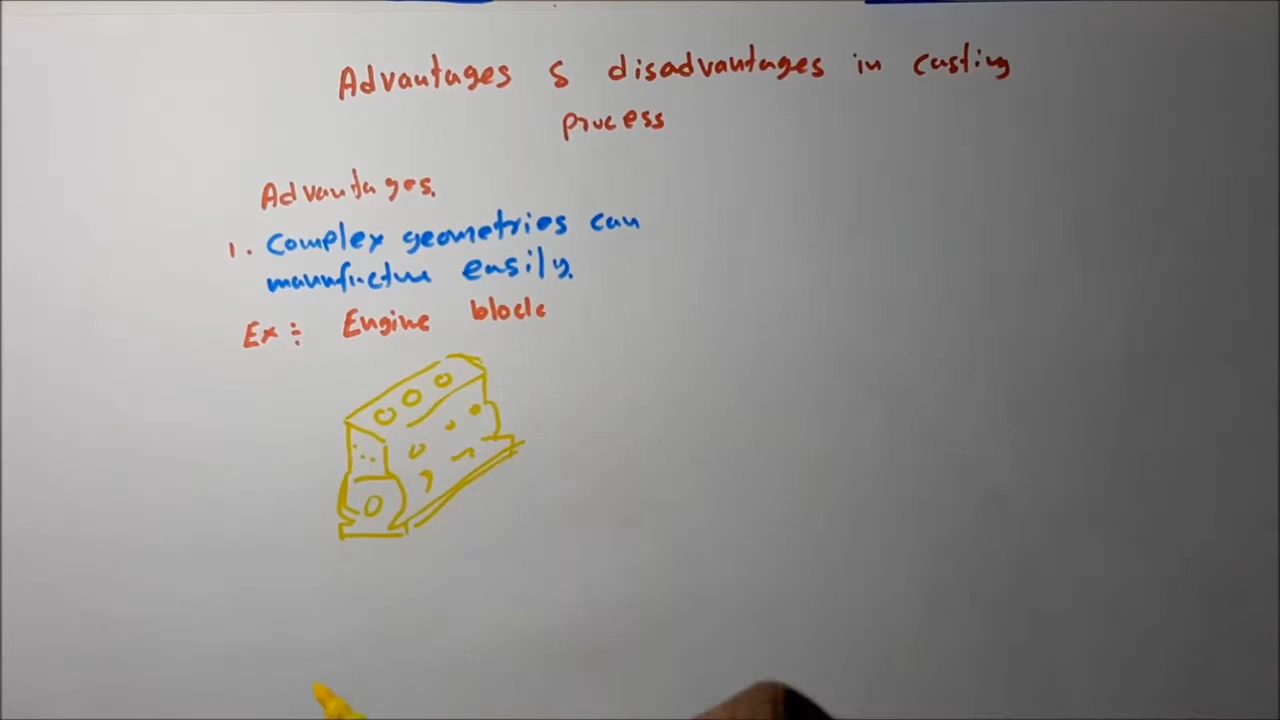 Advantages & disadvantages in casting
process
Advantages.
1. Complex geometries can
manufacture easily.
Ex: Engine block